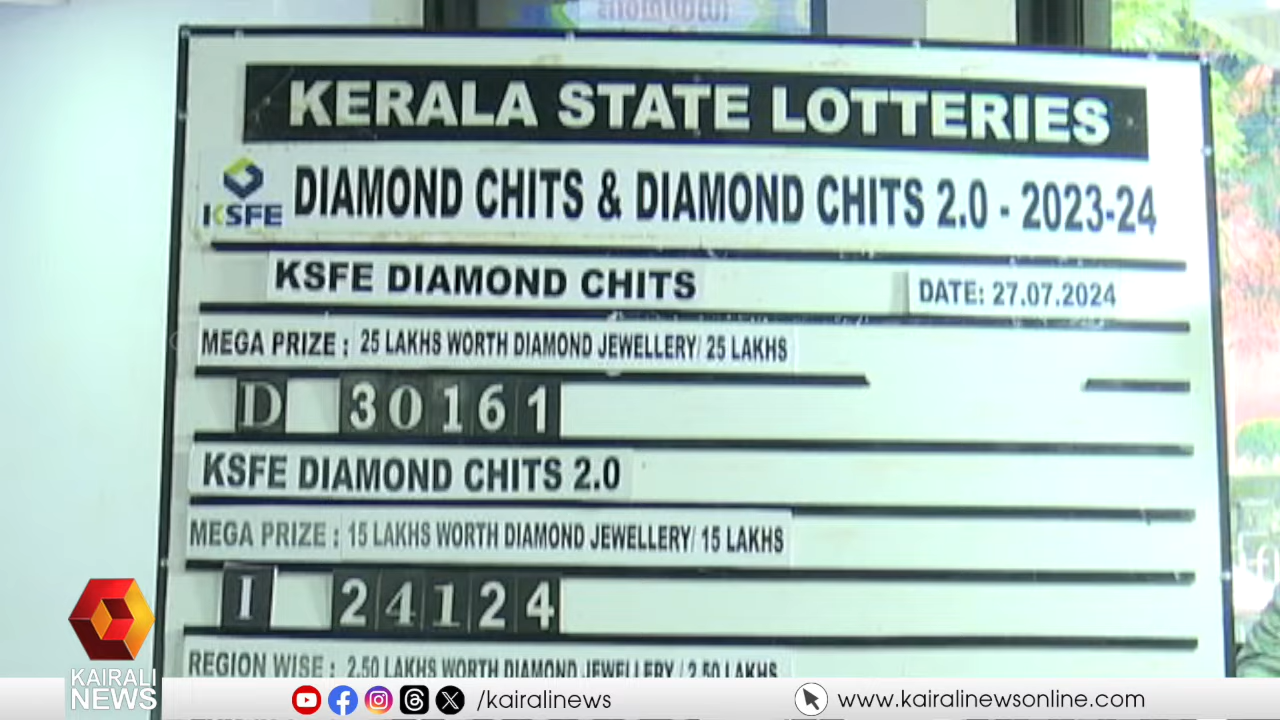 KERALA STATE LOTTERIES
KSFE DIAMOND CHITS & DIAMOND CHITS 2.0 - 2023-24
KSFE DIAMOND CHITS DATE: 27.07.2024
MEGA PRIZE : 25 LAKHS WORTH DIAMOND JEWELLERY/ 25 LAKHS
D 30161
KSFE DIAMOND CHITS 2.0
MEGA PRIZE : 15 LAKHS WORTH DIAMOND JEWELLERY/ 15 LAKHS
I 24124
REGION WISE : 2.50 LAKHS WORTH DIAMOND JEWELLERY / 2.50 LAKHS
KAIRALI
NEWS
/kairalinews
www.kairalinewsonline.com